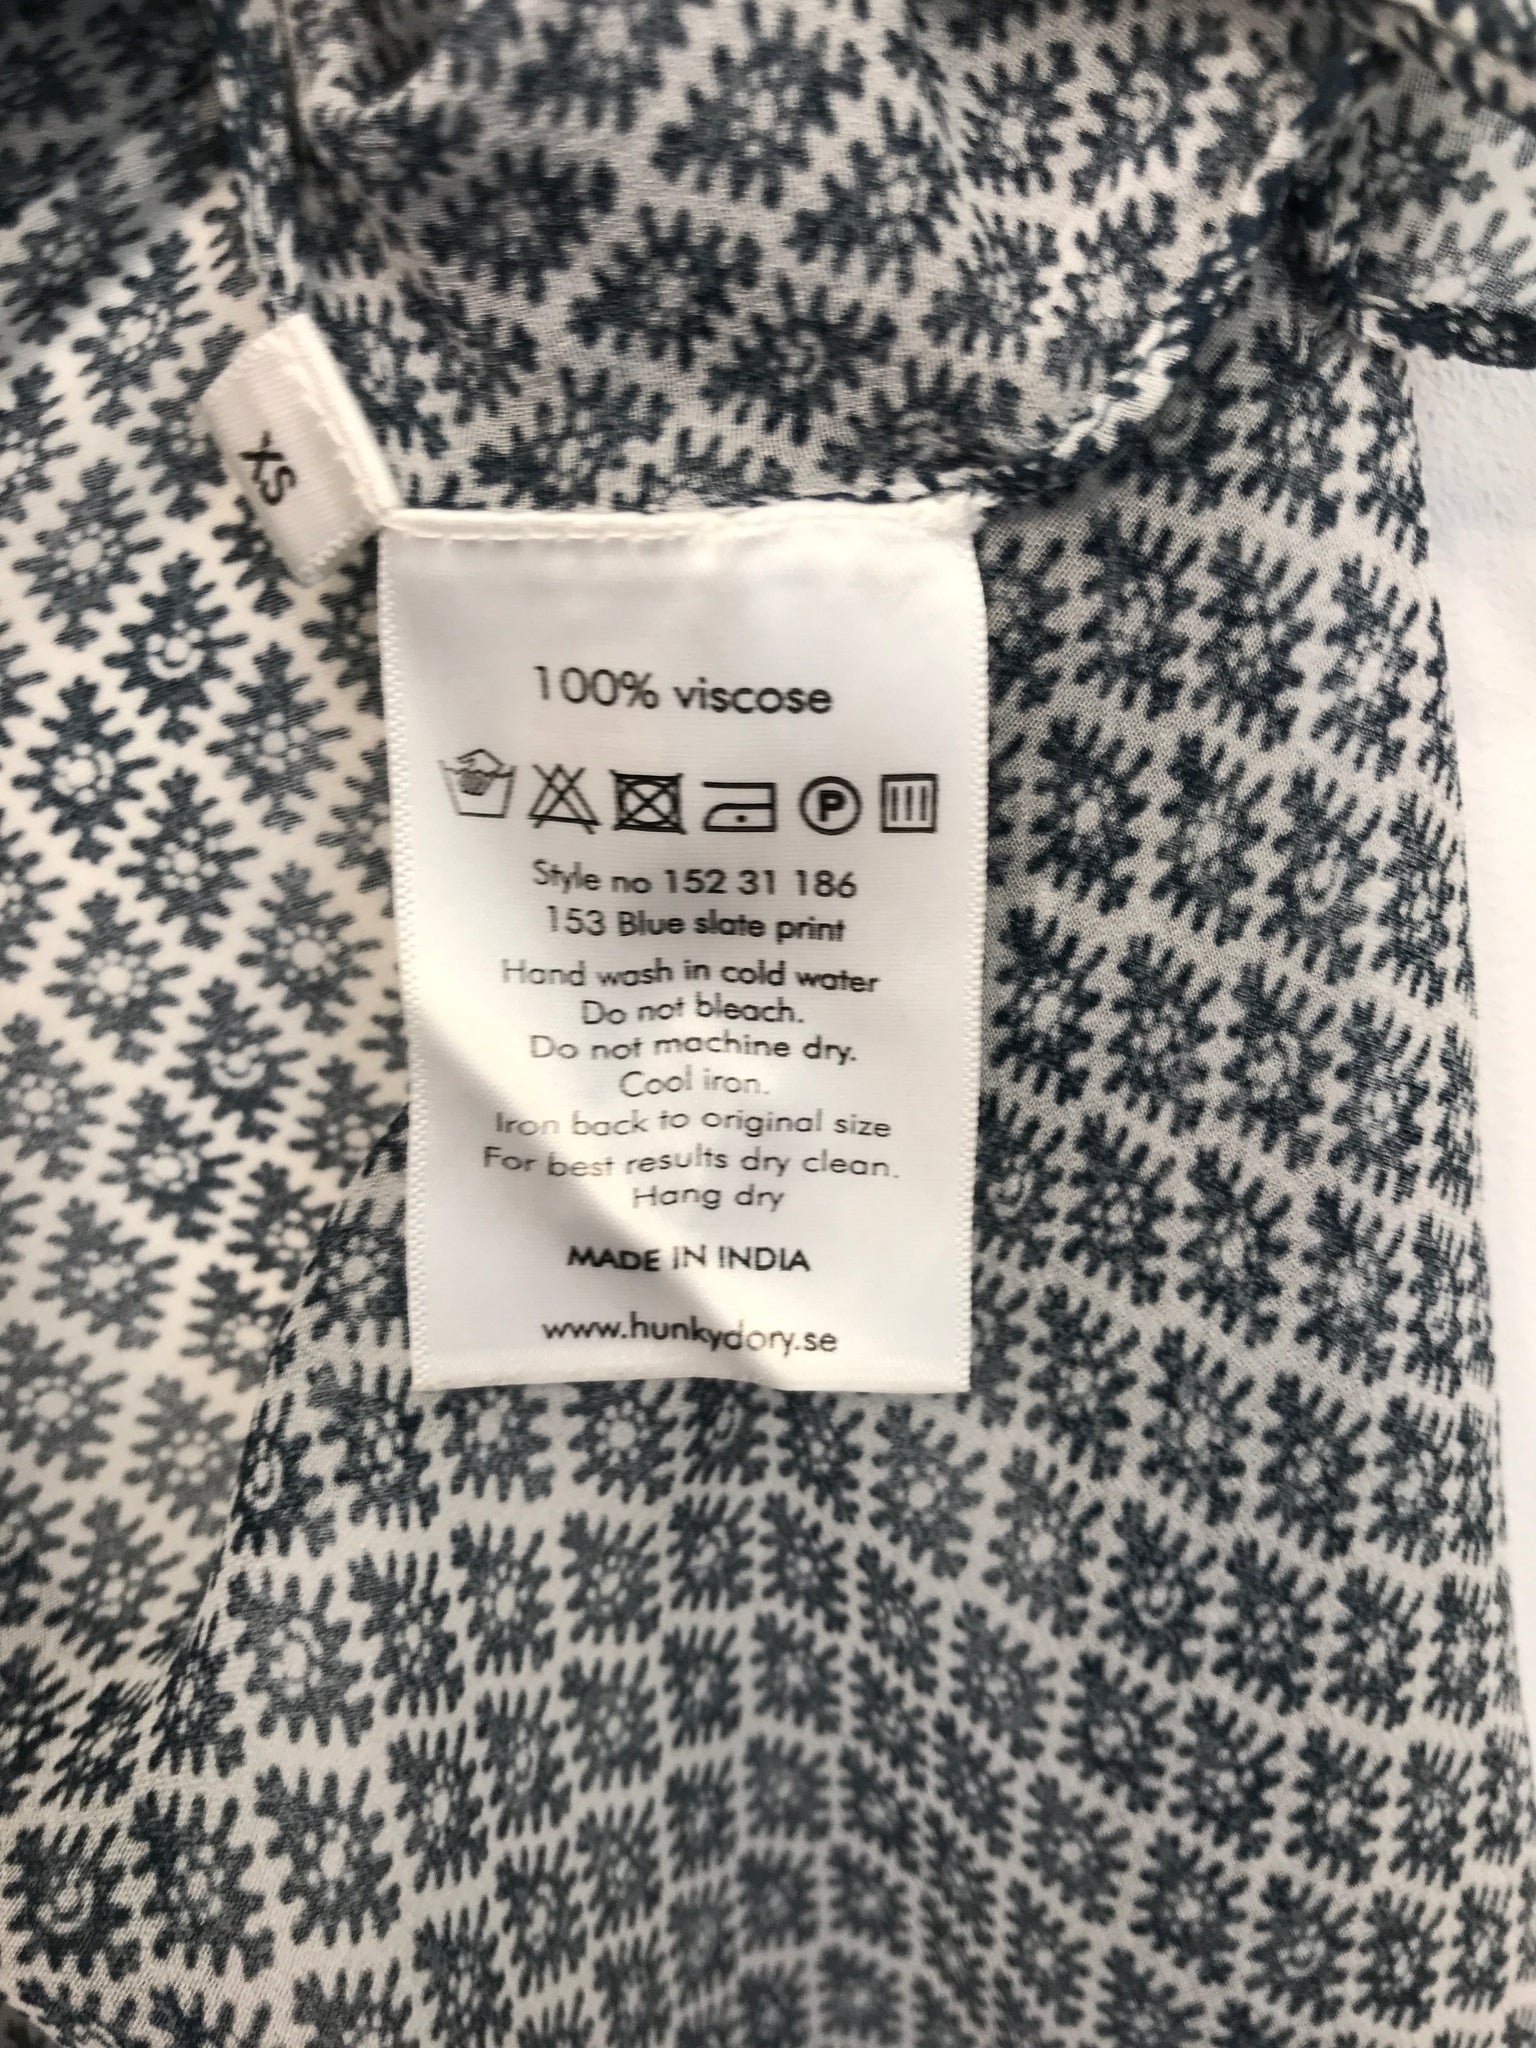 XS
100% viscose
P
Style no 152 31 186
153 Blue slate print
Hand wash in cold water
Do not bleach.
Do not machine dry.
Cool iron.
Iron back to original size
For best results dry clean.
Hang dry
MADE IN INDIA
www.hunkydory.se